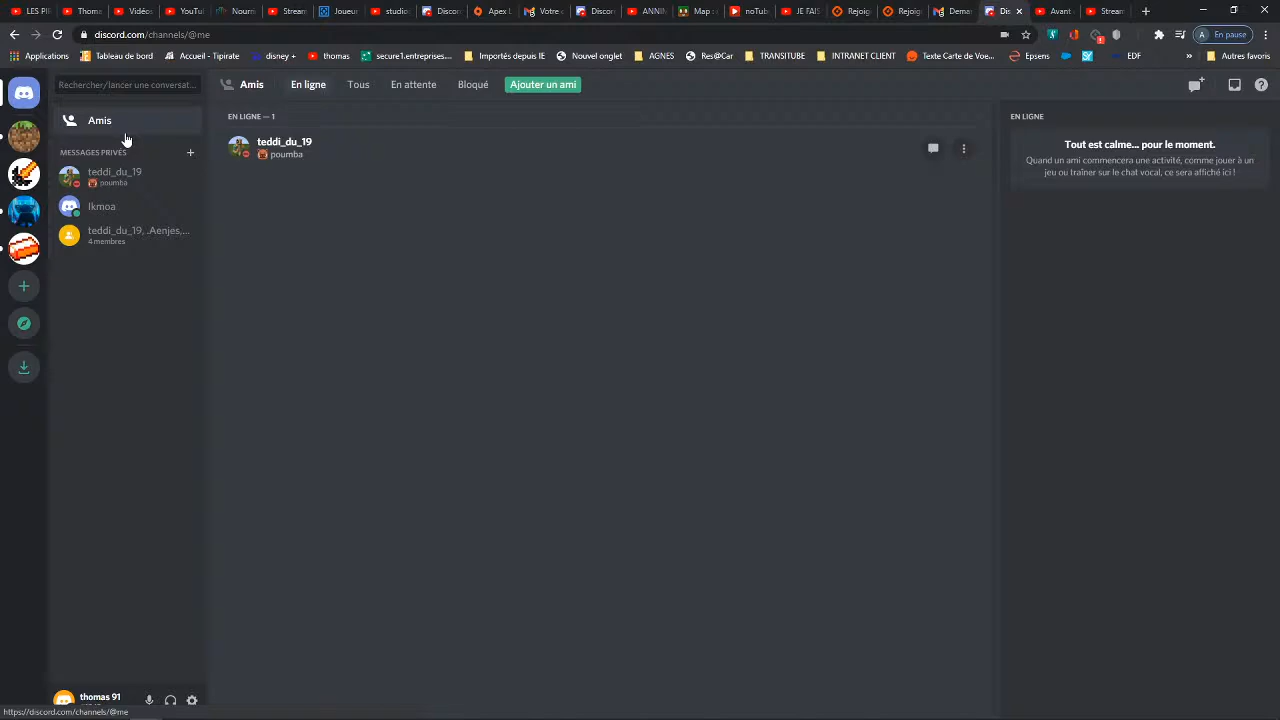 LES PI
Thoma
Vidéos
YouTu
Nourri
Stream
Joueu
studio
Discor
Apex L
Votre c
Discor
ANNIN
Map :
noTub
JE FAIS
Rejoig
Rejoig
Demar
Dis
Avant
Stream
discord.com/channels/@me
En pause
Applications
Tableau de bord
Accueil - Tipirate
disney +
thomas
secure1.entreprises....
Importés depuis IE
Nouvel onglet
AGNES
Res@Car
TRANSITUBE
INTRANET CLIENT
Texte Carte de Voe...
Epsens
EDF
»
Autres favoris
Rechercher/lancer une conversat...
Amis
En ligne
Tous
En attente
Bloqué
Ajouter un ami
Amis
MESSAGES PRIVÉS
teddi_du_19
poumba
lkmoa
teddi_du_19, .Aenjes,...
4 membres
EN LIGNE — 1
teddi_du_19
poumba
EN LIGNE
Tout est calme... pour le moment.
Quand un ami commencera une activité, comme jouer à un
jeu ou traîner sur le chat vocal, ce sera affiché ici !
thomas 91
https://discord.com/channels/@me